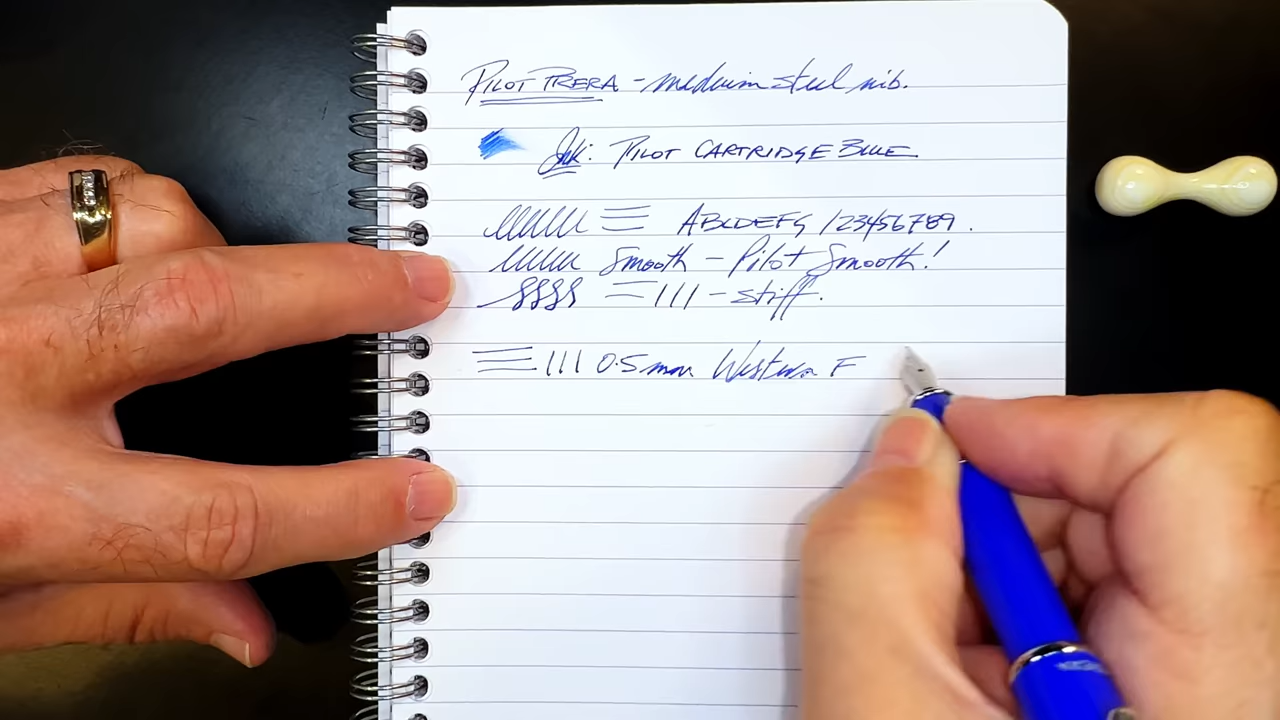 PILOT PRERA - medium steel nib.
Ink: PILOT CARTRIDGE BLUE
ABCDEFG 123456789.
Smooth - Pilot Smooth!
- stiff.
0.5mm Western F